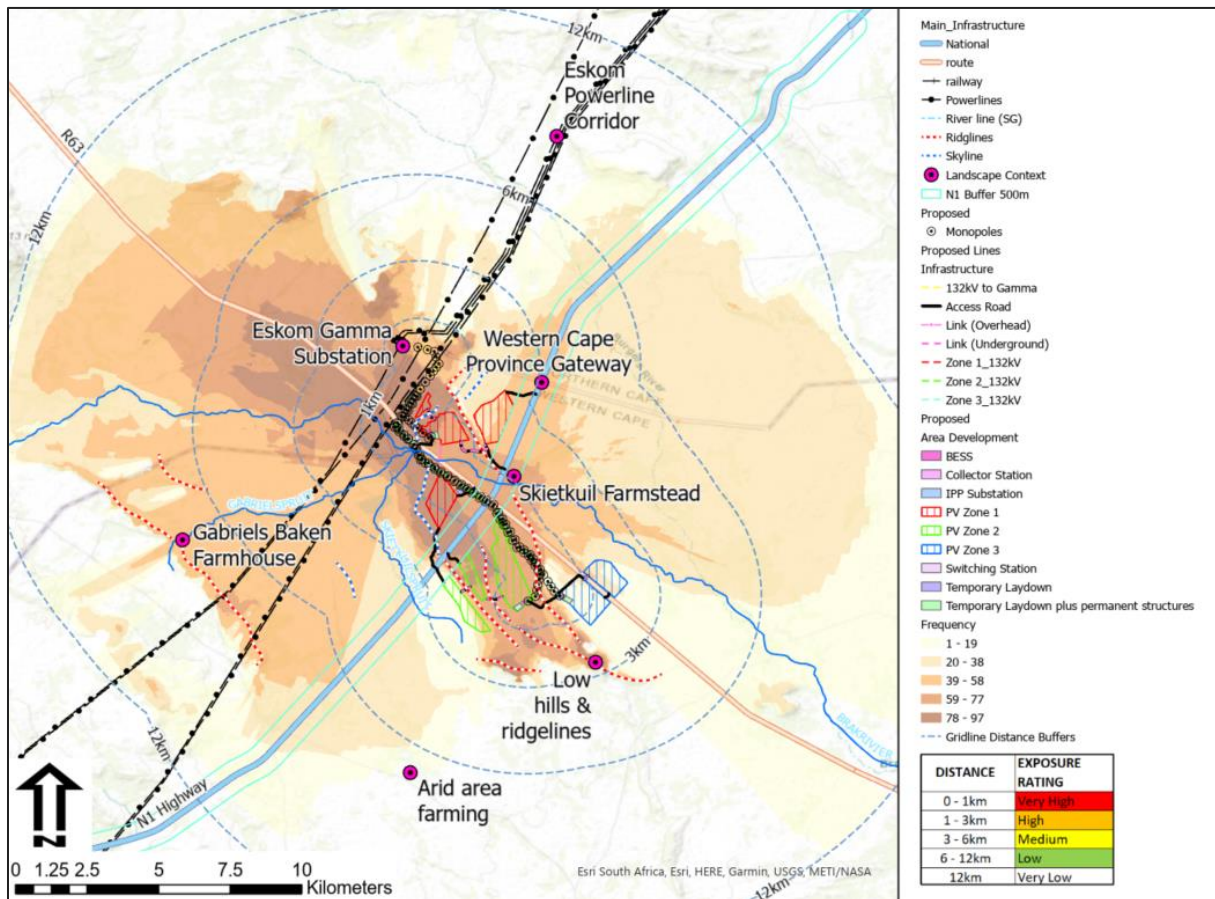 12km
Eskom
Powerline
Corridor
R63
6km
12km
Eskom Gamma
Substation
Western Cape
Province Gateway
NORTHERN CAPE
WESTERN CAPE
1km
Skietkuil Farmstead
Gabriels Baken
Farmhouse
3km
Low
hills &
ridgelines
BRAKRIVIER
12km
N1 Highway
Arid area
farming
N
0 1.25 2.5 5 7.5 10
Kilometers
Esri South Africa, Esri, HERE, Garmin, USGS, METI/NASA
12km
Main_Infrastructure
National
route
railway
Powerlines
River line (SG)
Ridglines
Skyline
Landscape Context
N1 Buffer 500m
Proposed
Monopoles
Proposed Lines
Infrastructure
132kV to Gamma
Access Road
Link (Overhead)
Link (Underground)
Zone 1_132kV
Zone 2_132kV
Zone 3_132kV
Proposed
Area Development
BESS
Collector Station
IPP Substation
PV Zone 1
PV Zone 2
PV Zone 3
Switching Station
Temporary Laydown
Temporary Laydown plus permanent structures
Frequency
1 - 19
20 - 38
39 - 58
59 - 77
78 - 97
Gridline Distance Buffers
DISTANCE EXPOSURE RATING
0 - 1km Very High
1 - 3km High
3 - 6km Medium
6 - 12km Low
12km Very Low